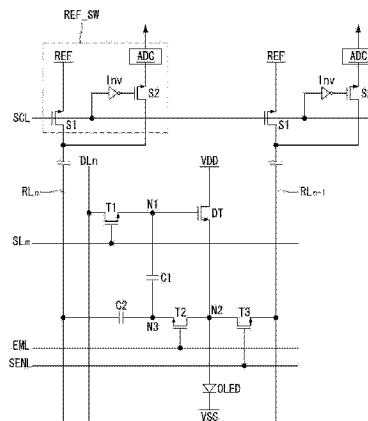 REF_SW
REF
ADC
REF
ADC
Inv
S2
Inv
S
SCL
S1
S1
DLn
RLn
VDD
RLn+1
T1
N1
DT
SLm
C1
C2
N3
T2
N2
T3
EML
SENL
OLED
VSS